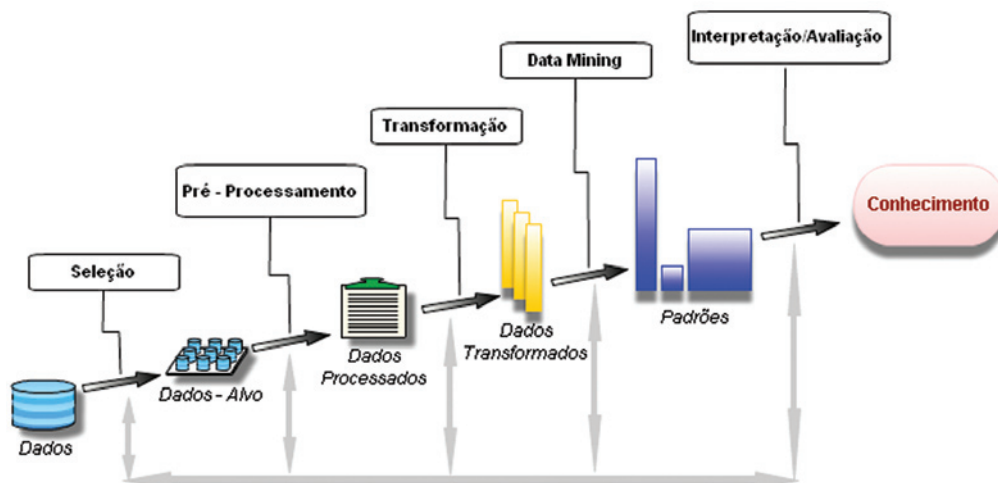 Interpretação/Avaliação
Data Mining
Transformação
Pré - Processamento
Seleção
Conhecimento
Padrões
Dados
Transformados
Dados
Processados
Dados - Alvo
Dados